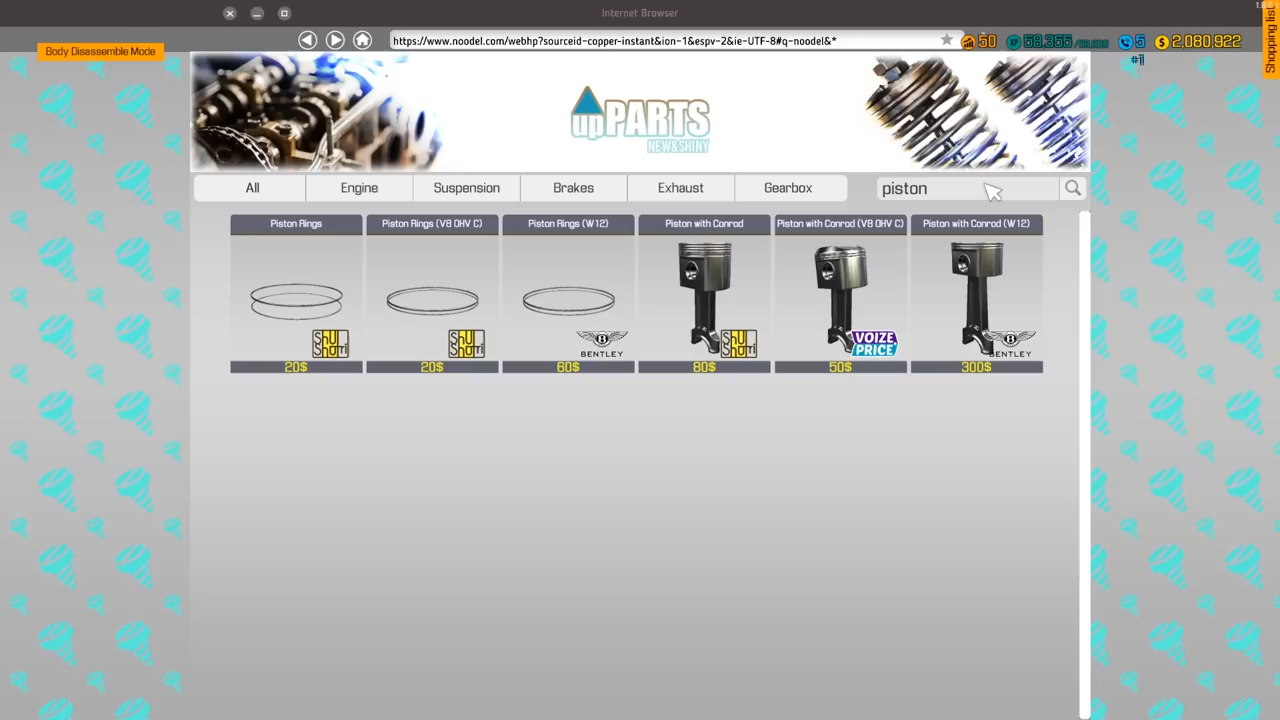 Internet Browser
Body Disassemble Mode
https://www.noodel.com/webhp?sourceid-copper-instant&ion-1&espv-2&ie-UTF-8#q-noodel&*
50
5
2,080,922
#1
Shopping list
upPARTS
NEW&SHINY
All
Engine
Suspension
Brakes
Exhaust
Gearbox
piston
Piston Rings
Piston Rings (V8 OHV C)
Piston Rings (W12)
Piston with Conrod
Piston with Conrod (V8 OHV C)
Piston with Conrod (W12)
BENTLEY
VOIZE
PRICE
BENTLEY
20$
20$
60$
80$
50$
300$